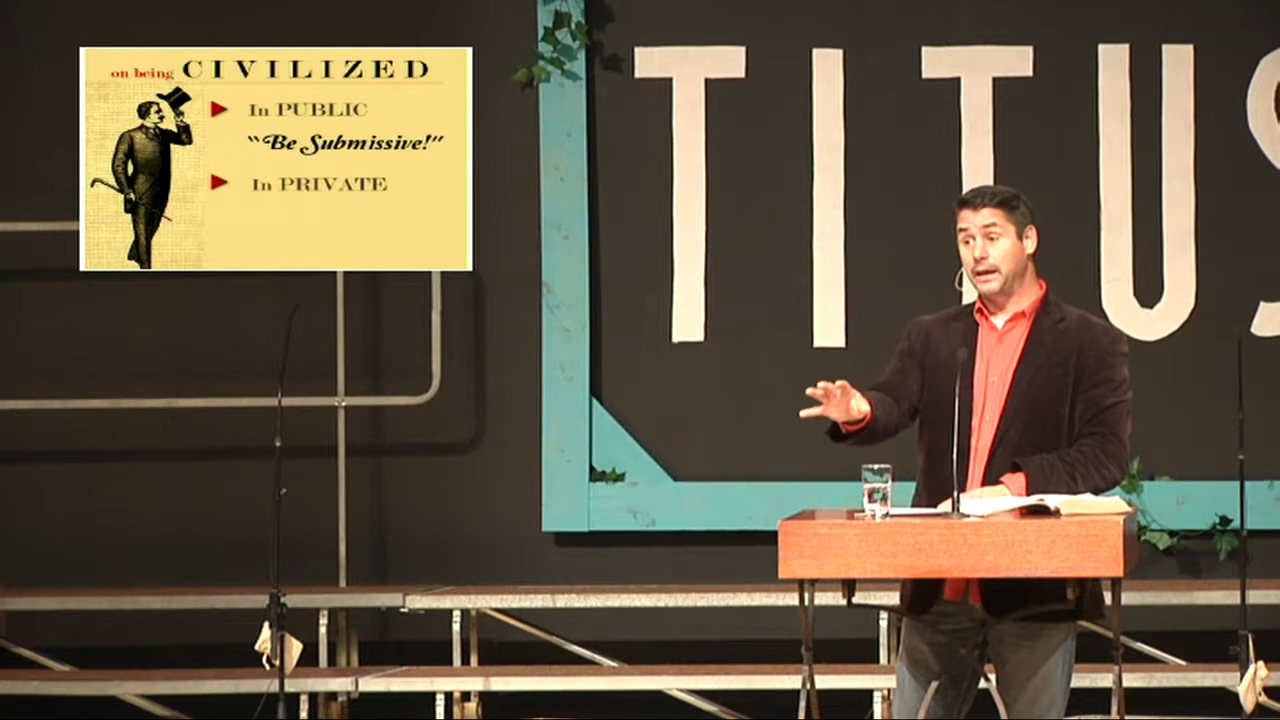 on being CIVILIZED
In PUBLIC
“Be Submissive!”
In PRIVATE
TITUS